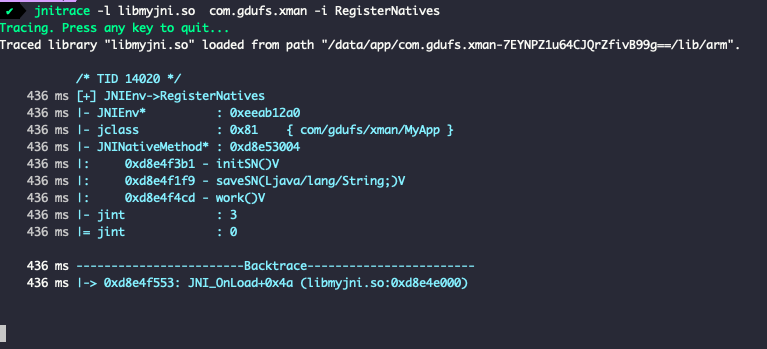 ✔ jnitrace -l libmyjni.so com.gdufs.xman -i RegisterNatives
Tracing. Press any key to quit...
Traced library "libmyjni.so" loaded from path "/data/app/com.gdufs.xman-7EYNPZ1u64CJQrZfivB99g==/lib/arm".
/* TID 14020 */
436 ms [+] JNIEnv->RegisterNatives
436 ms |- JNIEnv* : 0xeeab12a0
436 ms |- jclass : 0x81 { com/gdufs/xman/MyApp }
436 ms |- JNINativeMethod* : 0xd8e53004
436 ms |: 0xd8e4f3b1 - initSN()V
436 ms |: 0xd8e4f1f9 - saveSN(Ljava/lang/String;)V
436 ms |: 0xd8e4f4cd - work()V
436 ms |- jint : 3
436 ms |= jint : 0
436 ms ------------------------Backtrace------------------------
436 ms |-> 0xd8e4f553: JNI_OnLoad+0x4a (libmyjni.so:0xd8e4e000)